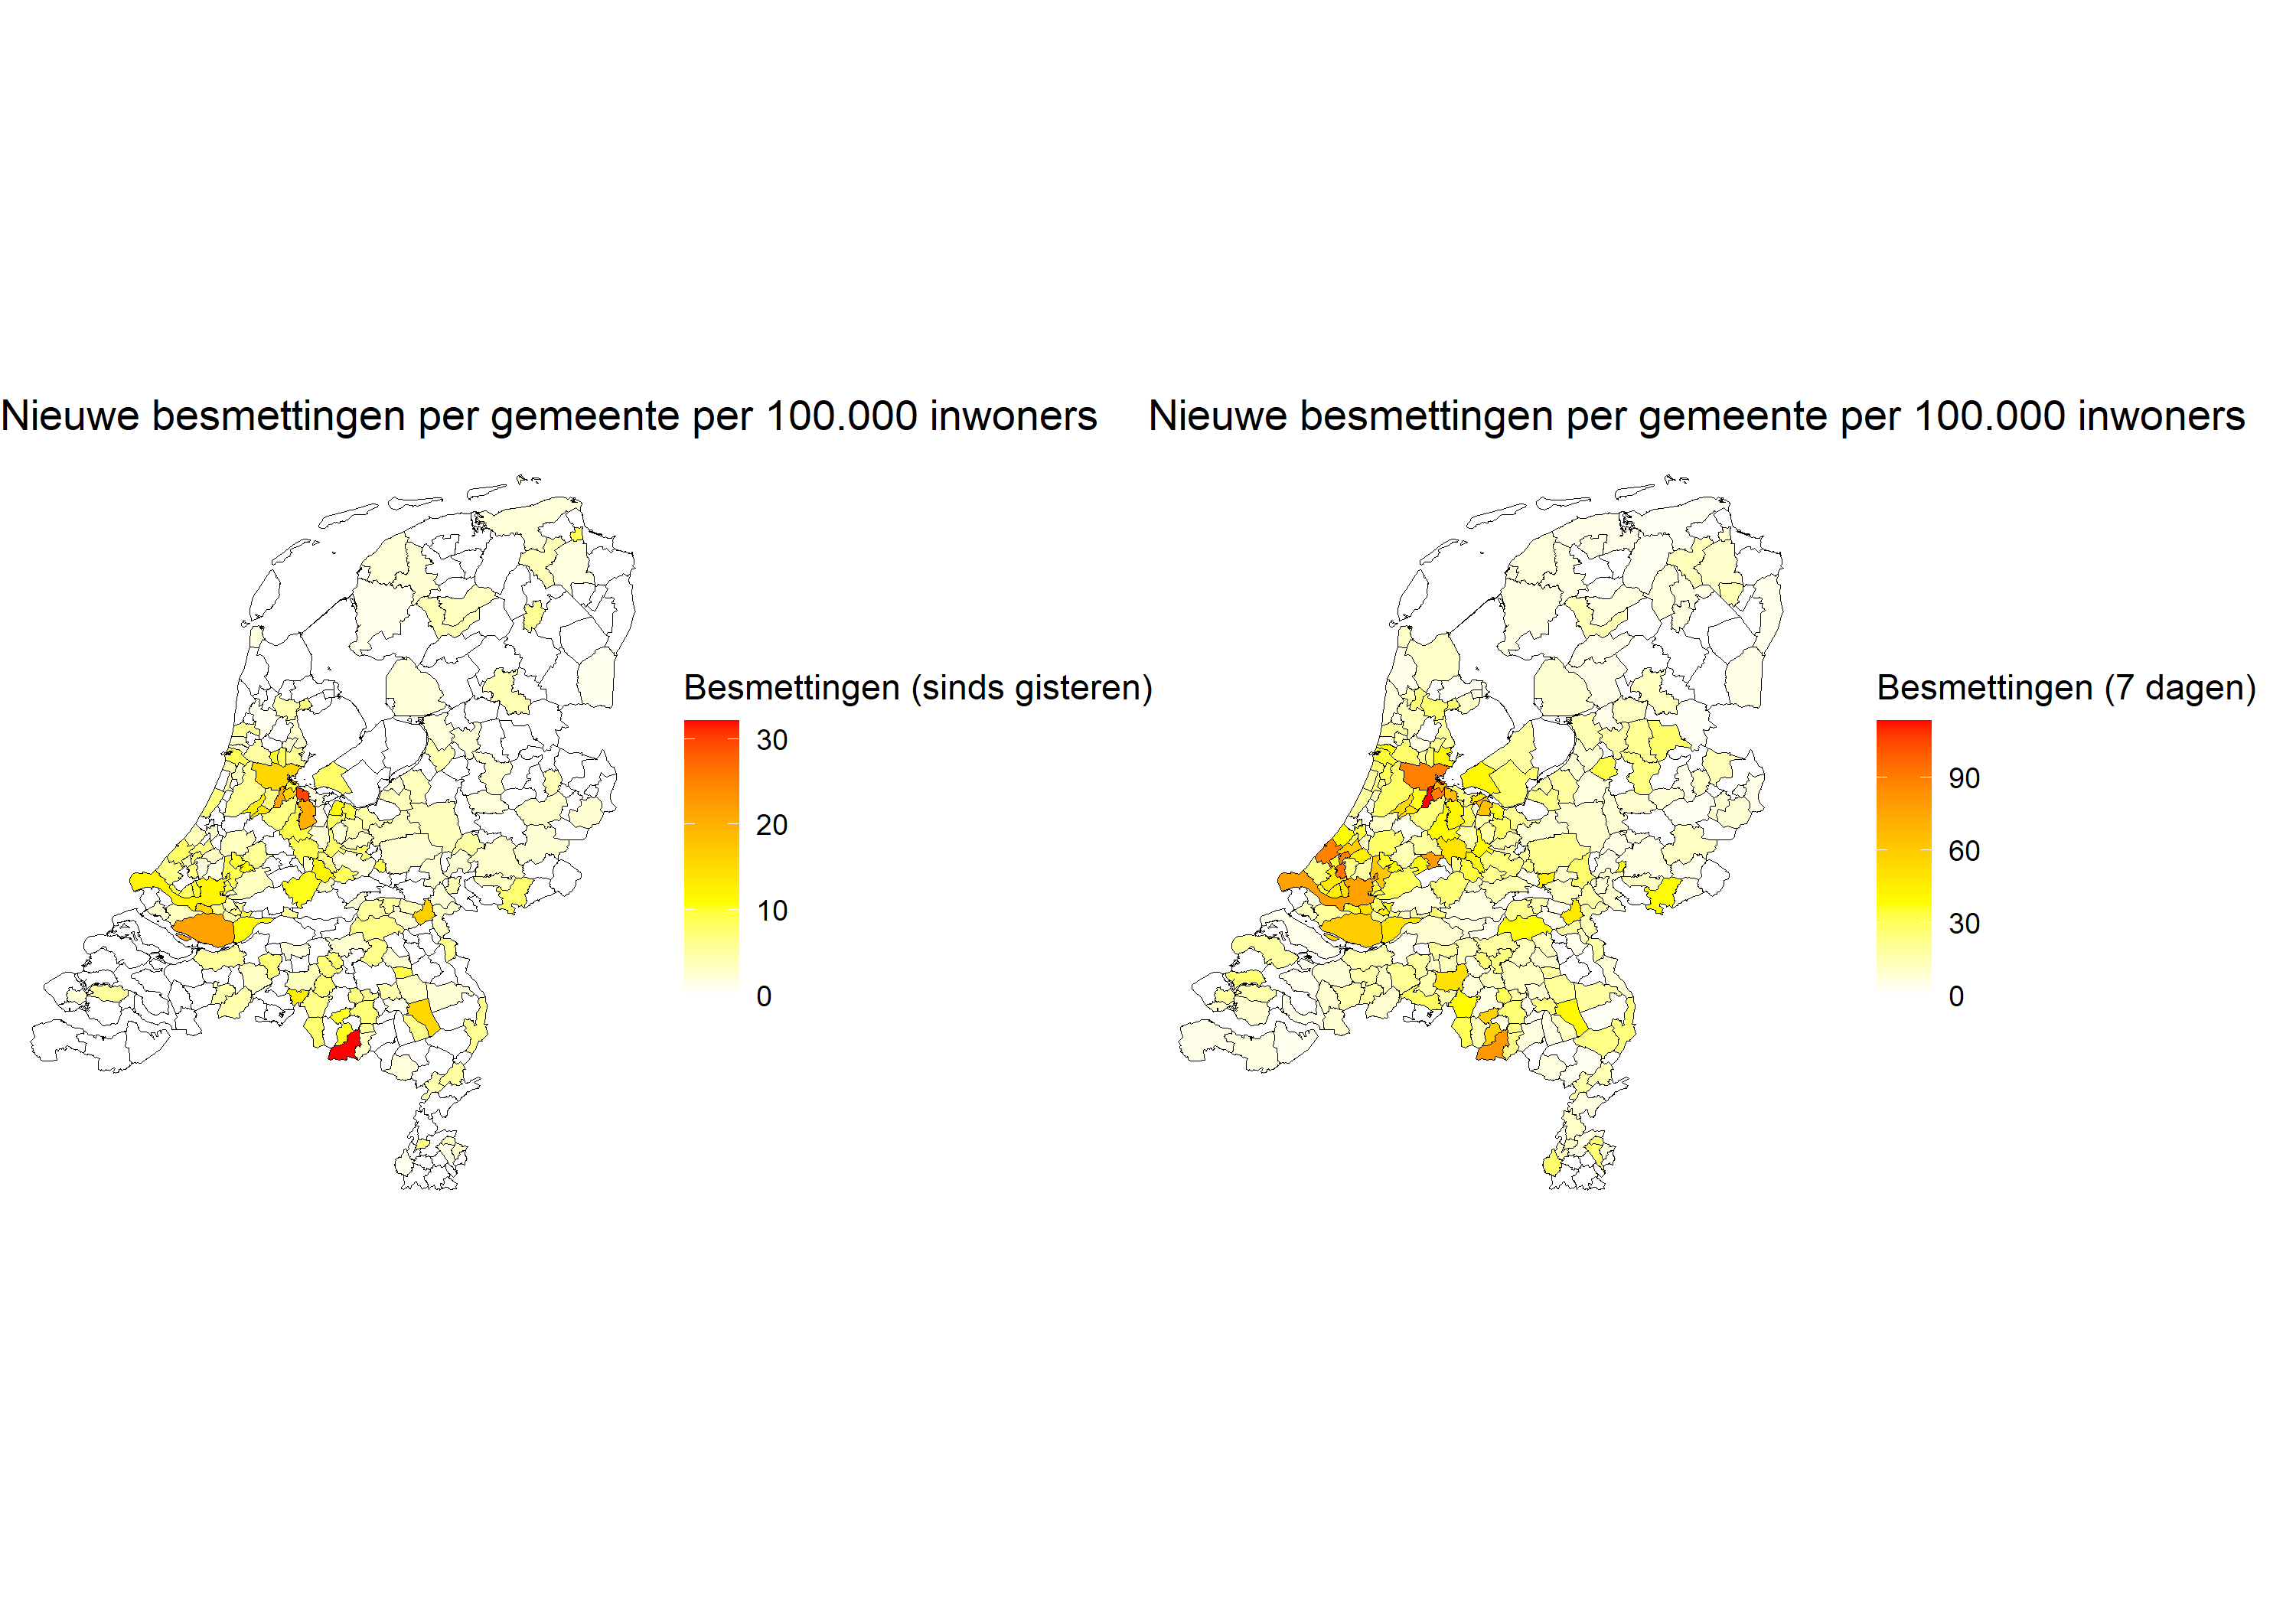 Nieuwe besmettingen per gemeente per 100.000 inwoners
Besmettingen (sinds gisteren)
30
20
10
0
Nieuwe besmettingen per gemeente per 100.000 inwoners
Besmettingen (7 dagen)
90
60
30
0